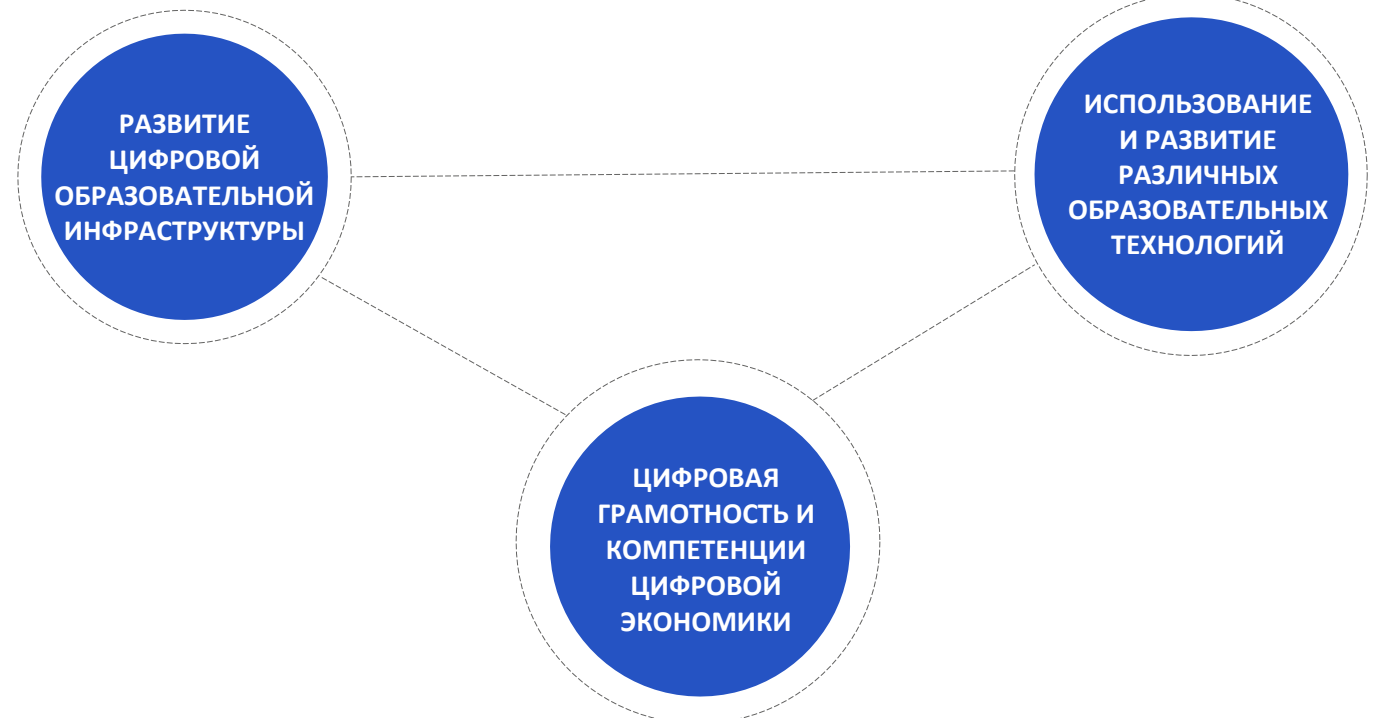 РАЗВИТИЕ
ЦИФРОВОЙ
ОБРАЗОВАТЕЛЬНОЙ
ИНФРАСТРУКТУРЫ
ИСПОЛЬЗОВАНИЕ
И РАЗВИТИЕ
РАЗЛИЧНЫХ
ОБРАЗОВАТЕЛЬНЫХ
ТЕХНОЛОГИЙ
ЦИФРОВАЯ
ГРАМОТНОСТЬ И
КОМПЕТЕНЦИИ
ЦИФРОВОЙ
ЭКОНОМИКИ